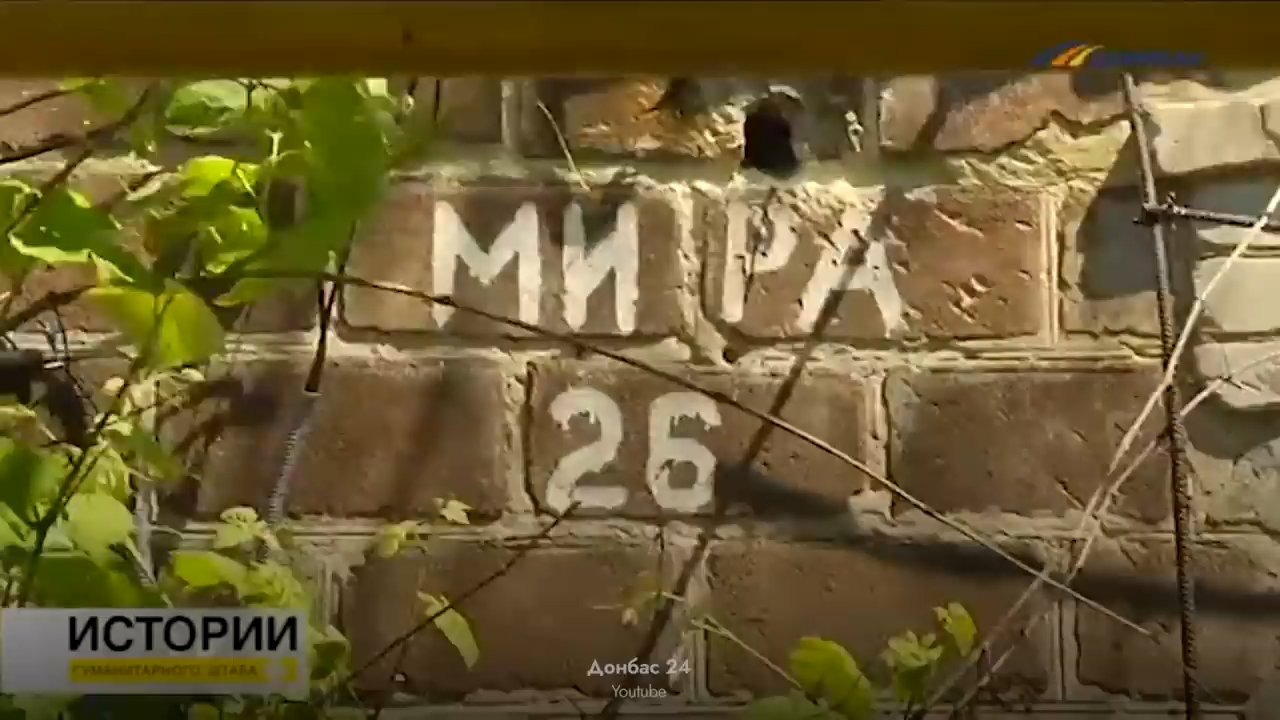 МИРА
26
ИСТОРИИ
ГУМАНИТАРНОГО ШТАБА
Донбас 24
Youtube